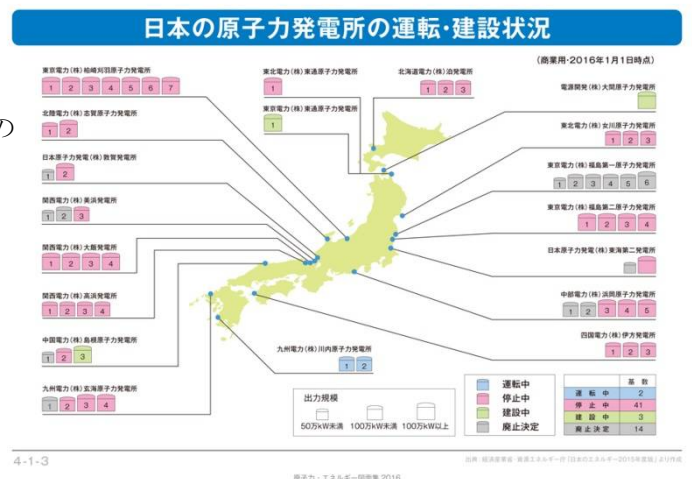 日本の原子力発電所の運転・建設状況
(商業用・2016年1月1日時点)
の
東京電力(株)柏崎刈羽原子力発電所
1 2 3 4 5 6 7
北陸電力(株)志賀原子力発電所
1 2
日本原子力発電(株)敦賀発電所
1 2
関西電力(株)美浜発電所
1 2 3
関西電力(株)大飯発電所
1 2 3 4
関西電力(株)高浜発電所
1 2 3 4
中国電力(株)島根原子力発電所
1 2 3
九州電力(株)玄海原子力発電所
1 2 3 4
東北電力(株)東通原子力発電所
1
東京電力(株)東通原子力発電所
1
北海道電力(株)泊発電所
1 2 3
電源開発(株)大間原子力発電所
東北電力(株)女川原子力発電所
1 2 3
東京電力(株)福島第一原子力発電所
1 2 3 4 5 6
東京電力(株)福島第二原子力発電所
1 2 3 4
日本原子力発電(株)東海第二発電所
中部電力(株)浜岡原子力発電所
1 2 3 4 5
四国電力(株)伊方発電所
1 2 3
九州電力(株)川内原子力発電所
1 2
出力規模
50万kW未満 100万kW未満 100万kW以上
運転中
停止中
建設中
廃止決定
基数
運転中 2
停止中 41
建設中 3
廃止決定 14
4-1-3
原子力・エネルギー図面集 2016